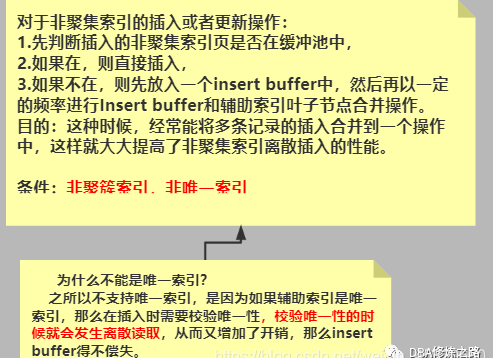 对于非聚集索引的插入或者更新操作：
1.先判断插入的非聚集索引页是否在缓冲池中，
2.如果在，则直接插入，
3.如果不在，则先放入一个insert buffer中，然后再以一定
的频率进行Insert buffer和辅助索引叶子节点合并操作。
目的：这种时候，经常能将多条记录的插入合并到一个操作
中，这样就大大提高了非聚集索引离散插入的性能。
条件：非聚簇索引，非唯一索引
为什么不能是唯一索引？
之所以不支持唯一索引，是因为如果辅助索引是唯一
索引，那么在插入时需要校验唯一性，校验唯一性的时
候就会发生离散读取，从而又增加了开销，那么insert
buffer得不偿失。
DBA修炼之路